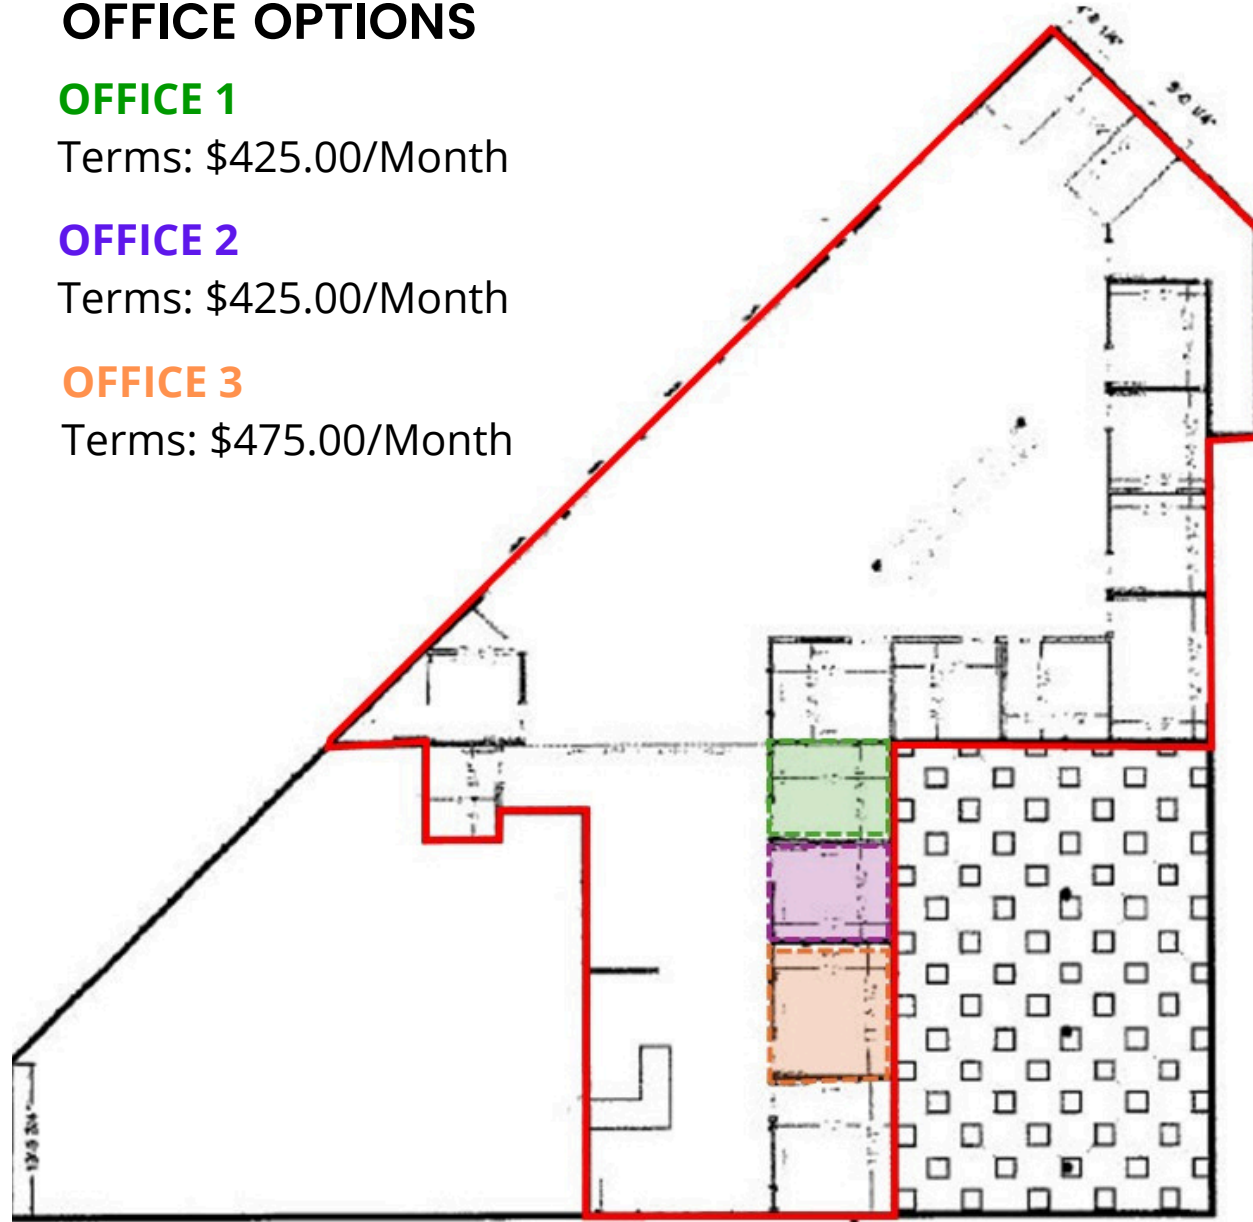 OFFICE OPTIONS
OFFICE 1
Terms: $425.00/Month
OFFICE 2
Terms: $425.00/Month
OFFICE 3
Terms: $475.00/Month